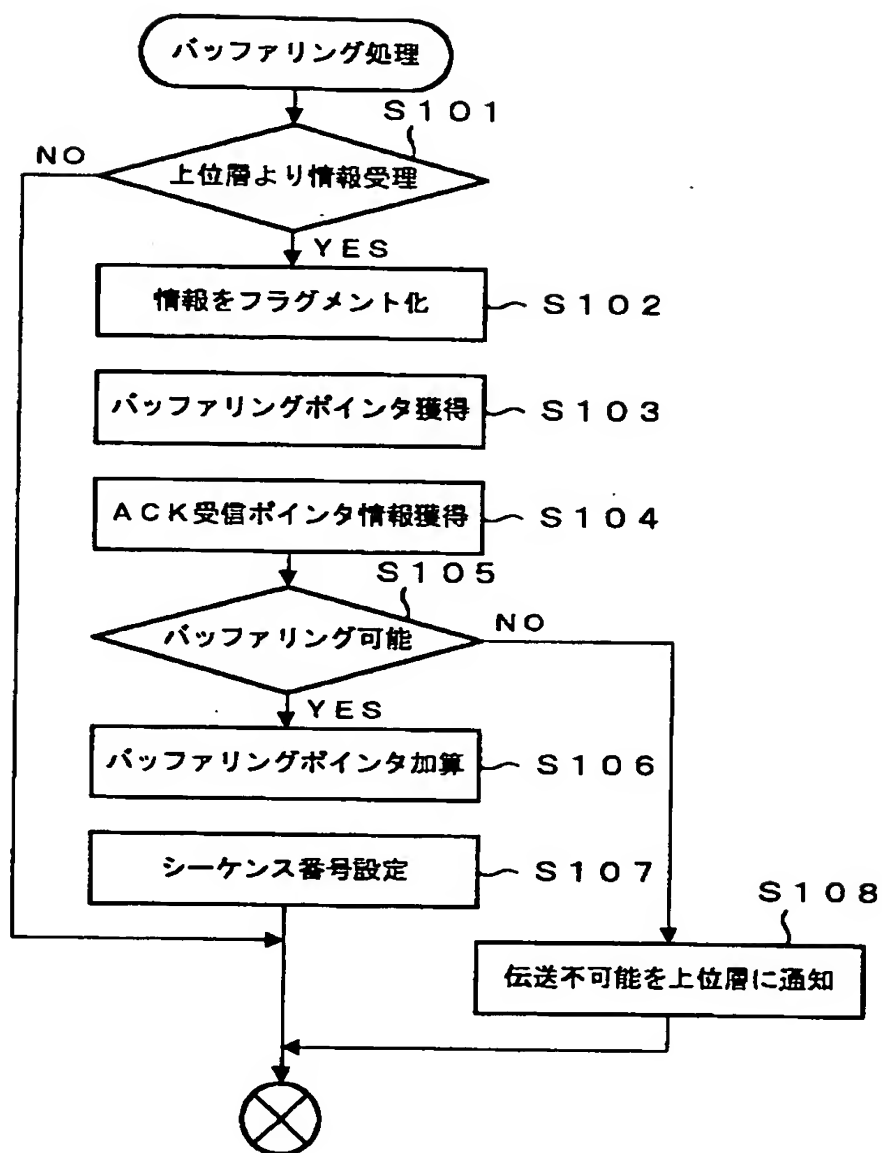 バッファリング処理
S101
NO
上位層より情報受理
YES
情報をフラグメント化
S102
バッファリングポインタ獲得
S103
ACK受信ポインタ情報獲得
S104
S105
バッファリング可能
NO
YES
バッファリングポインタ加算
S106
シーケンス番号設定
S107
S108
伝送不可能を上位層に通知